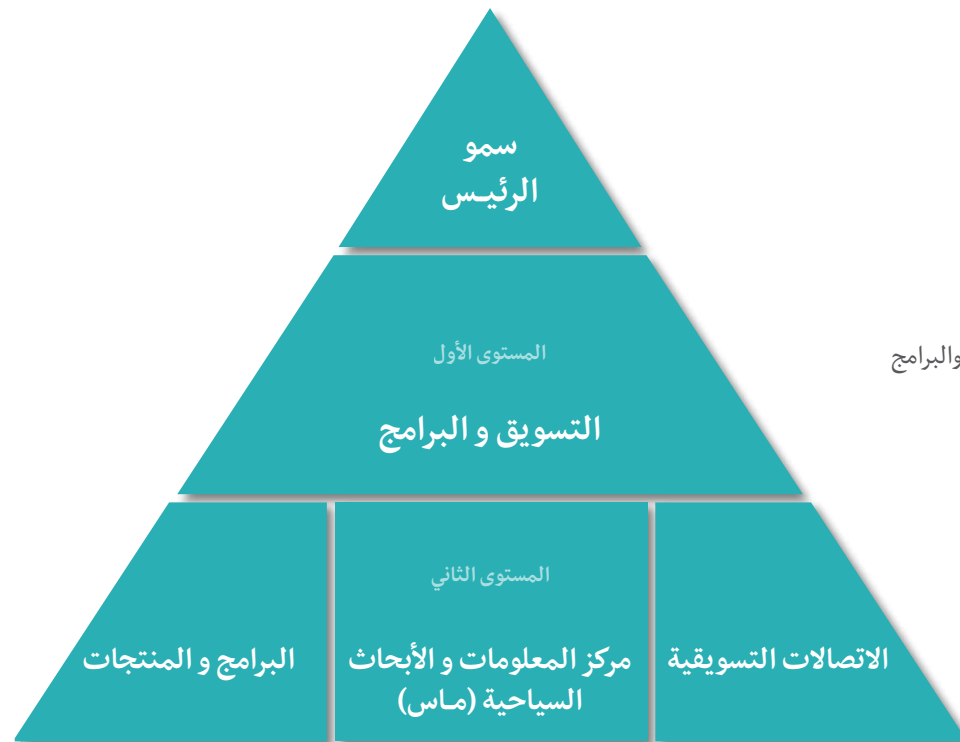 سمو
الرئيـس
المستوى الأول
والبرامج
التسويق و البرامج
المستوى الثاني
الاتصالات التسويقية
مركز المعلومات و الأبحاث
السياحية (مـاس)
البرامج و المنتجات